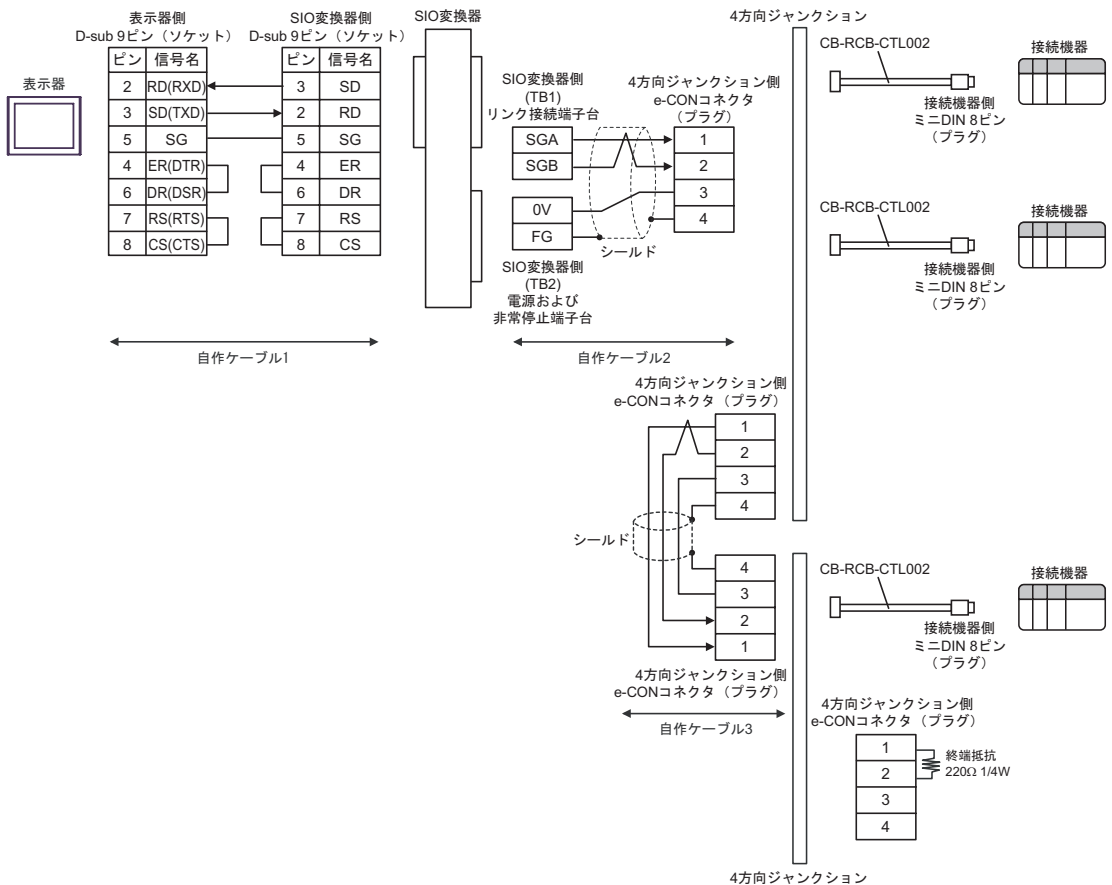 表示器
表示器側
D-sub 9ピン（ソケット）
ピン 信号名
2 RD(RXD)
3 SD(TXD)
5 SG
4 ER(DTR)
6 DR(DSR)
7 RS(RTS)
8 CS(CTS)
SIO変換器側
D-sub 9ピン（ソケット）
ピン 信号名
3 SD
2 RD
5 SG
4 ER
6 DR
7 RS
8 CS
自作ケーブル1
SIO変換器
SIO変換器側
(TB1)
リンク接続端子台
SGA
SGB
0V
FG
SIO変換器側
(TB2)
電源および
非常停止端子台
シールド
4方向ジャンクション側
e-CONコネクタ
（プラグ）
1
2
3
4
自作ケーブル2
4方向ジャンクション側
e-CONコネクタ（プラグ）
1
2
3
4
シールド
4
3
2
1
4方向ジャンクション側
e-CONコネクタ（プラグ）
自作ケーブル3
4方向ジャンクション
CB-RCB-CTL002
接続機器側
ミニDIN 8ピン
（プラグ）
接続機器
CB-RCB-CTL002
接続機器側
ミニDIN 8ピン
（プラグ）
接続機器
CB-RCB-CTL002
接続機器側
ミニDIN 8ピン
（プラグ）
接続機器
4方向ジャンクション側
e-CONコネクタ（プラグ）
1
2
3
4
終端抵抗
220Ω 1/4W
4方向ジャンクション